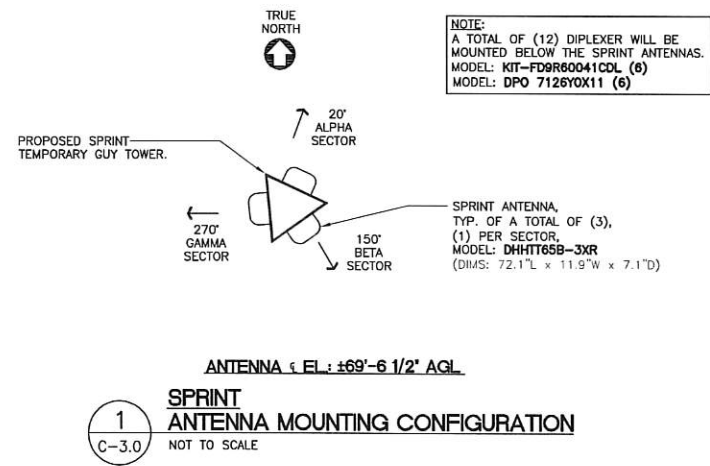 TRUE
NORTH
NOTE:
A TOTAL OF (12) DIPLEXER WILL BE
MOUNTED BELOW THE SPRINT ANTENNAS.
MODEL: KIT-FD9R60041CDL (6)
MODEL: DPO 7126Y0X11 (6)
20°
ALPHA
SECTOR
PROPOSED SPRINT
TEMPORARY GUY TOWER.
270°
GAMMA
SECTOR
150°
BETA
SECTOR
SPRINT ANTENNA,
TYP. OF A TOTAL OF (3),
(1) PER SECTOR,
MODEL: DHHTT65B-3XR
(DIMS: 72.1"L x 11.9"W x 7.1"D)
ANTENNA ℄ EL.: ±69'-6 1/2" AGL
1
C-3.0
SPRINT
ANTENNA MOUNTING CONFIGURATION
NOT TO SCALE